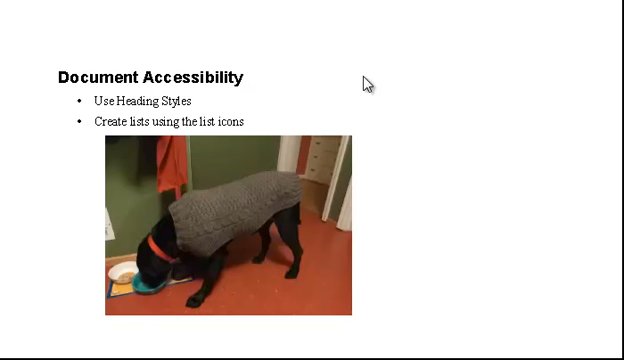 Document Accessibility
• Use Heading Styles
• Create lists using the list icons